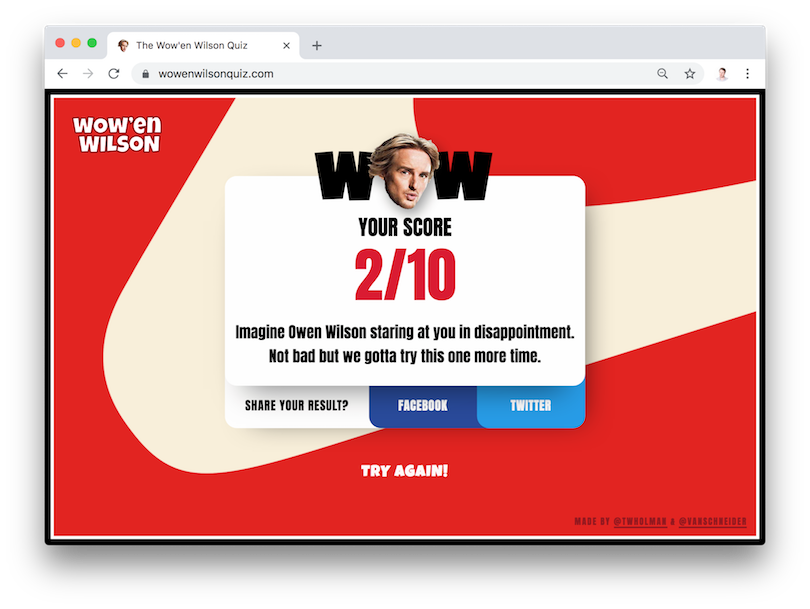 The Wow'en Wilson Quiz
wowenwilsonquiz.com
WOW'EN
WILSON
WOW
YOUR SCORE
2/10
Imagine Owen Wilson staring at you in disappointment.
Not bad but we gotta try this one more time.
SHARE YOUR RESULT?
FACEBOOK
TWITTER
TRY AGAIN!
MADE BY @TWHOLMAN & @VANSCHNEIDER